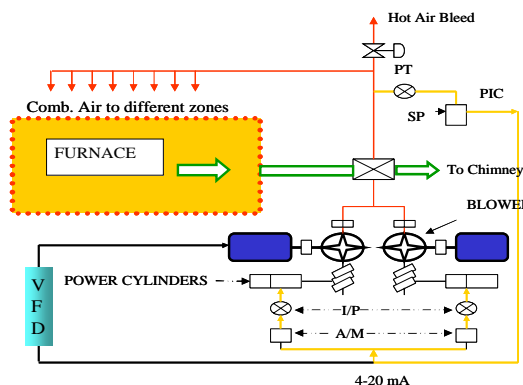 Hot Air Bleed
PT
PIC
Comb. Air to different zones
SP
FURNACE
To Chimney
BLOWER
POWER CYLINDERS
V
F
D
I/P
A/M
4-20 mA